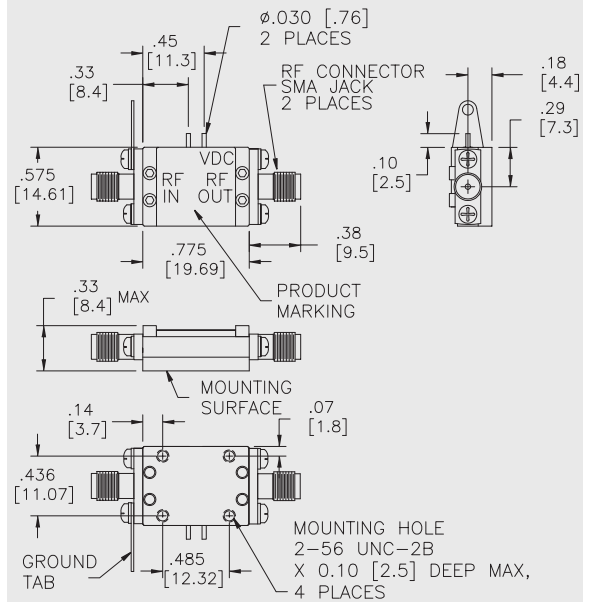 ⌀.030 [.76]
2 PLACES
.45
[11.3]
.33
[8.4]
RF CONNECTOR
SMA JACK
2 PLACES
.18
[4.4]
.29
[7.3]
.10
[2.5]
VDC
RF
IN
RF
OUT
.575
[14.61]
.775
[19.69]
.38
[9.5]
PRODUCT
MARKING
.33
[8.4] MAX
MOUNTING
SURFACE
.14
[3.7]
.07
[1.8]
.436
[11.07]
.485
[12.32]
GROUND
TAB
MOUNTING HOLE
2-56 UNC-2B
X 0.10 [2.5] DEEP MAX,
4 PLACES